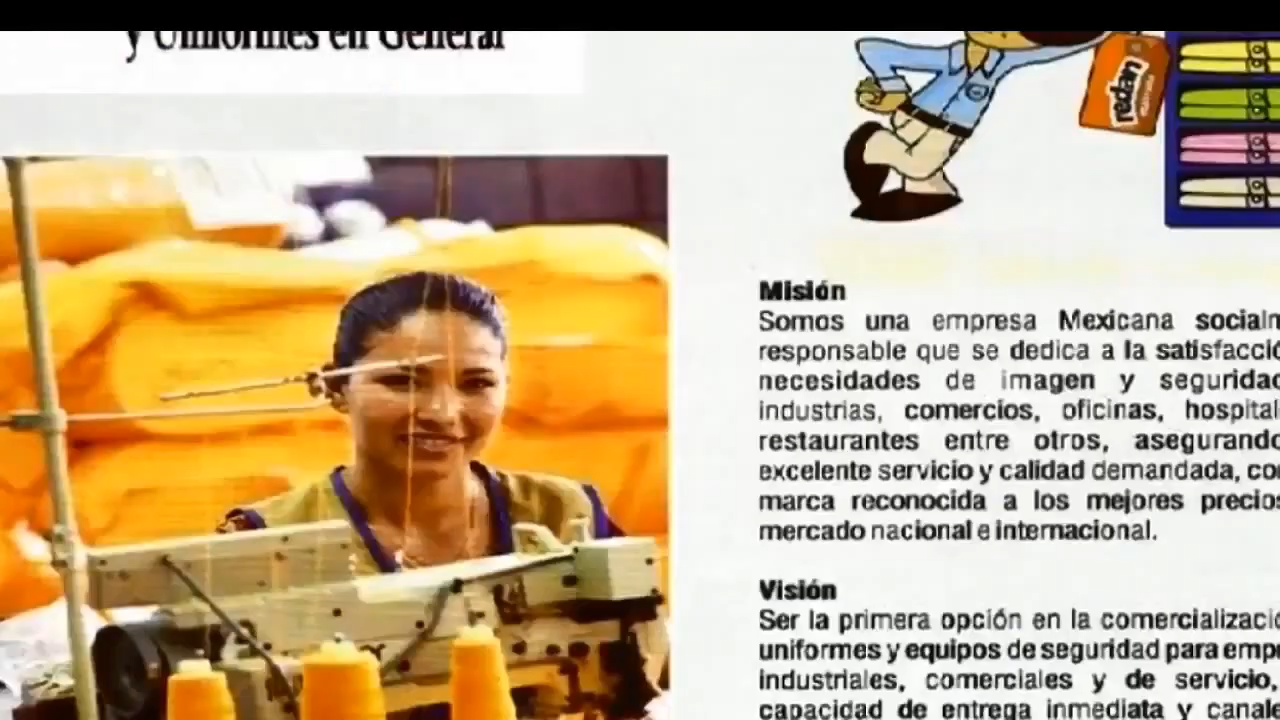 y Uniformes en General
redan
Misión
Somos una empresa Mexicana socialm
responsable que se dedica a la satisfacció
necesidades de imagen y seguridad
industrias, comercios, oficinas, hospital
restaurantes entre otros, asegurando
excelente servicio y calidad demandada, con
marca reconocida a los mejores precios
mercado nacional e internacional.
Visión
Ser la primera opción en la comercializació
uniformes y equipos de seguridad para empr
industriales, comerciales y de servicio,
capacidad de entrega inmediata y canale